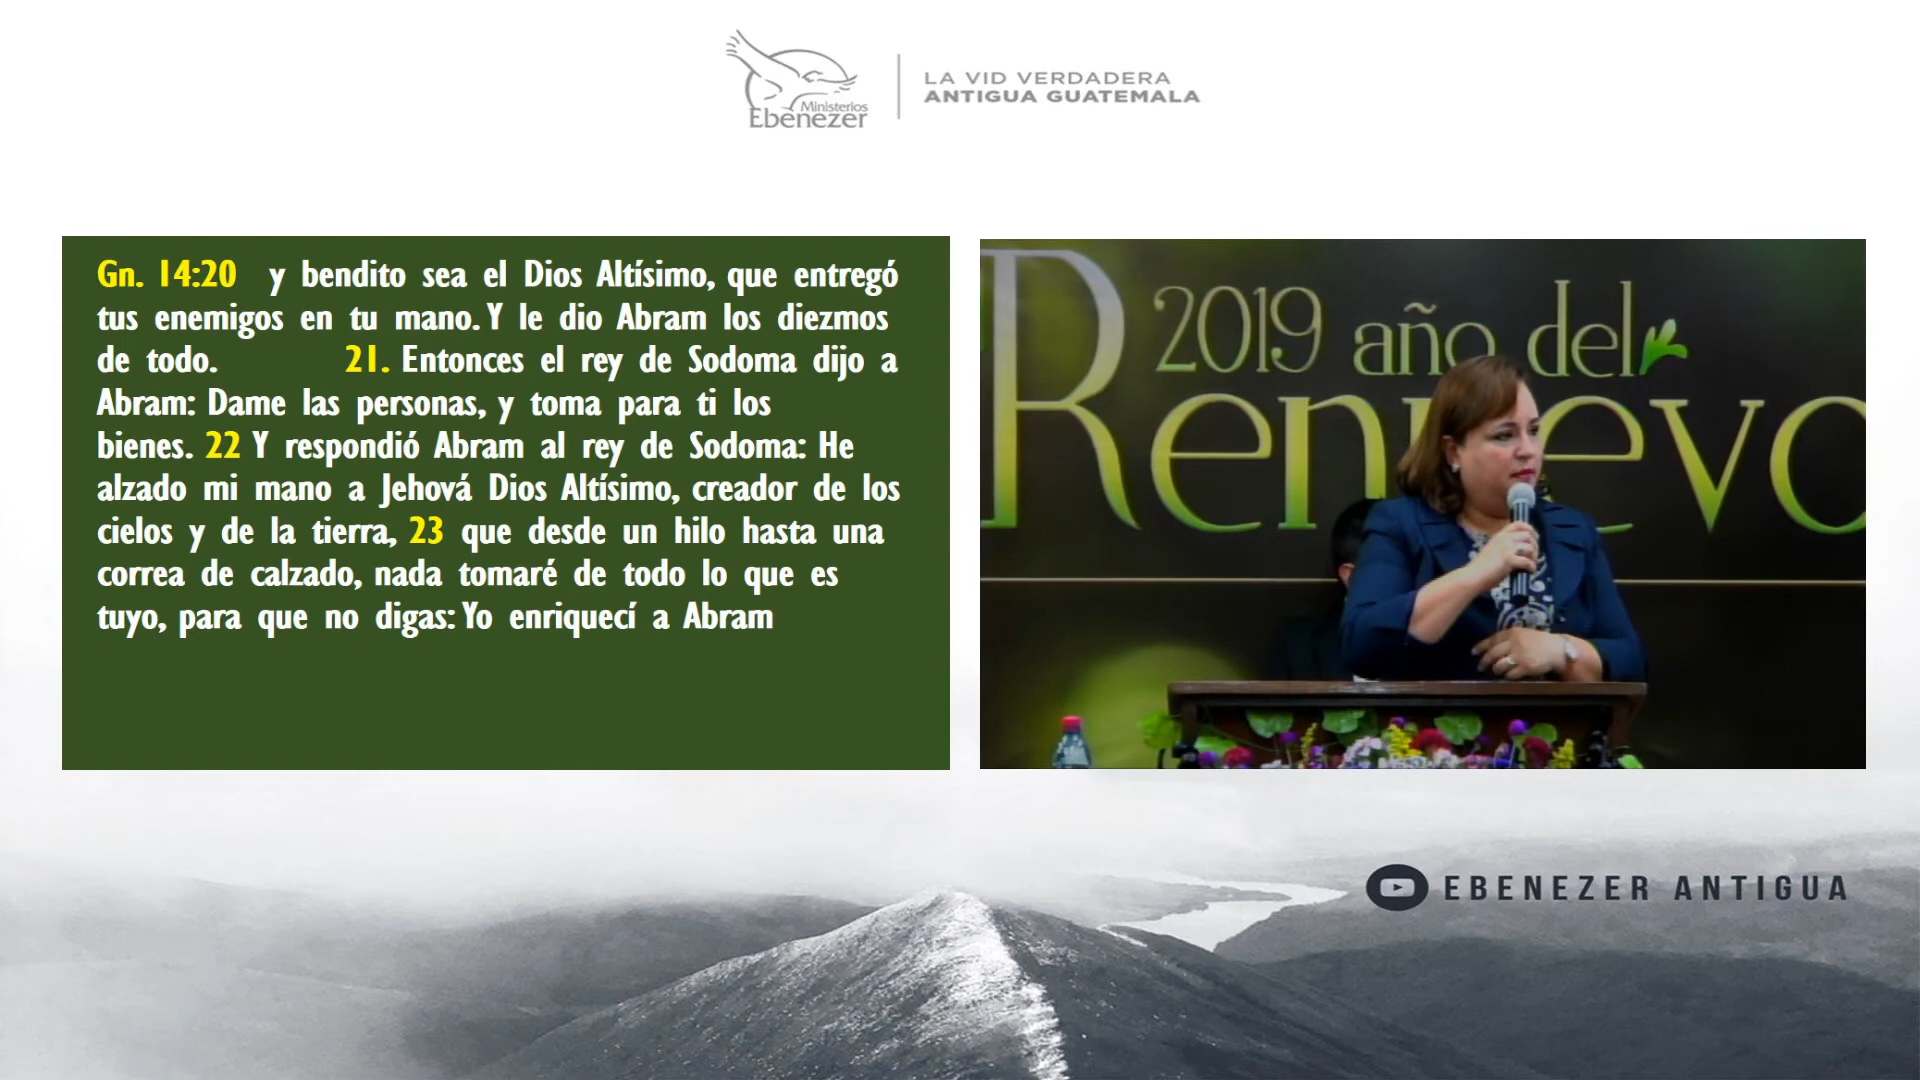 Ministerios
Ebenezer
LA VID VERDADERA
ANTIGUA GUATEMALA
Gn. 14:20 y bendito sea el Dios Altísimo, que entregó
tus enemigos en tu mano. Y le dio Abram los diezmos
de todo. 21. Entonces el rey de Sodoma dijo a
Abram: Dame las personas, y toma para ti los
bienes. 22 Y respondió Abram al rey de Sodoma: He
alzado mi mano a Jehová Dios Altísimo, creador de los
cielos y de la tierra, 23 que desde un hilo hasta una
correa de calzado, nada tomaré de todo lo que es
tuyo, para que no digas: Yo enriquecí a Abram
2019 año del
Renuevo
EBENEZER ANTIGUA